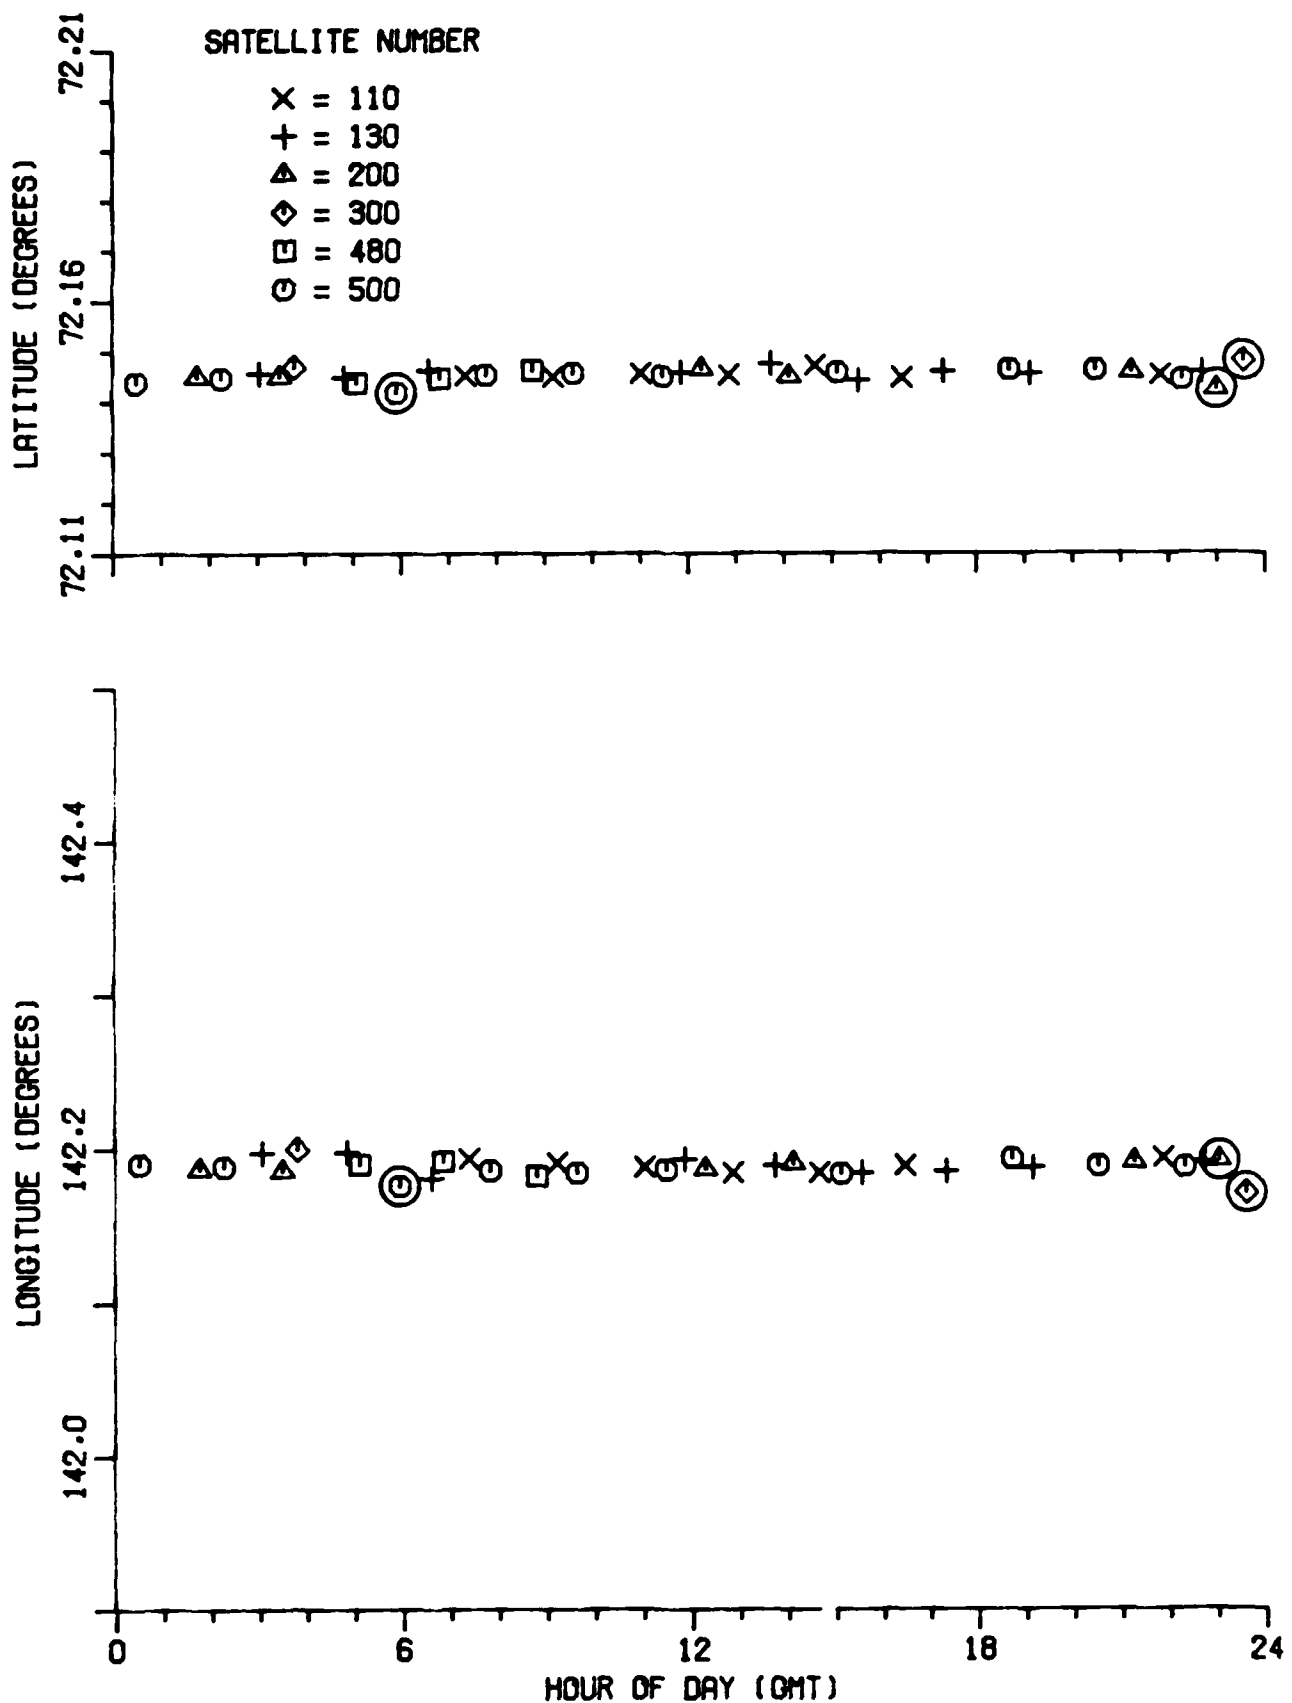 SATELLITE NUMBER
× = 110
+ = 130
△ = 200
◇ = 300
□ = 480
○ = 500
LATITUDE (DEGREES)
72.21
72.16
72.11
LONGITUDE (DEGREES)
142.4
142.2
142.0
0 6 12 18 24
HOUR OF DAY (GMT)